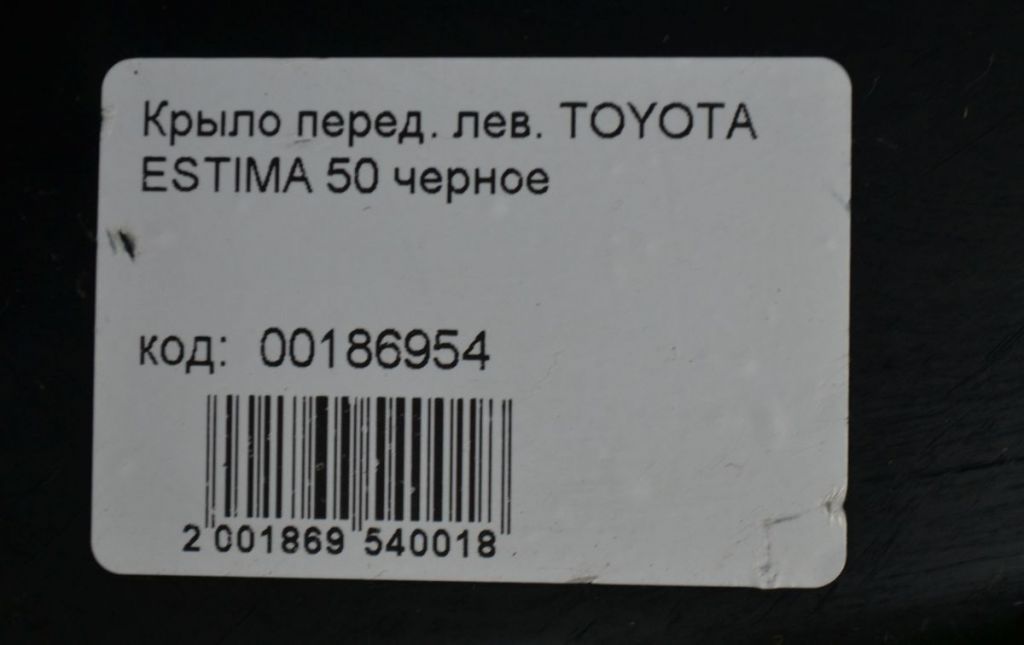 Крыло перед. лев. TOYOTA
ESTIMA 50 черное
код: 00186954
2 001869 540018